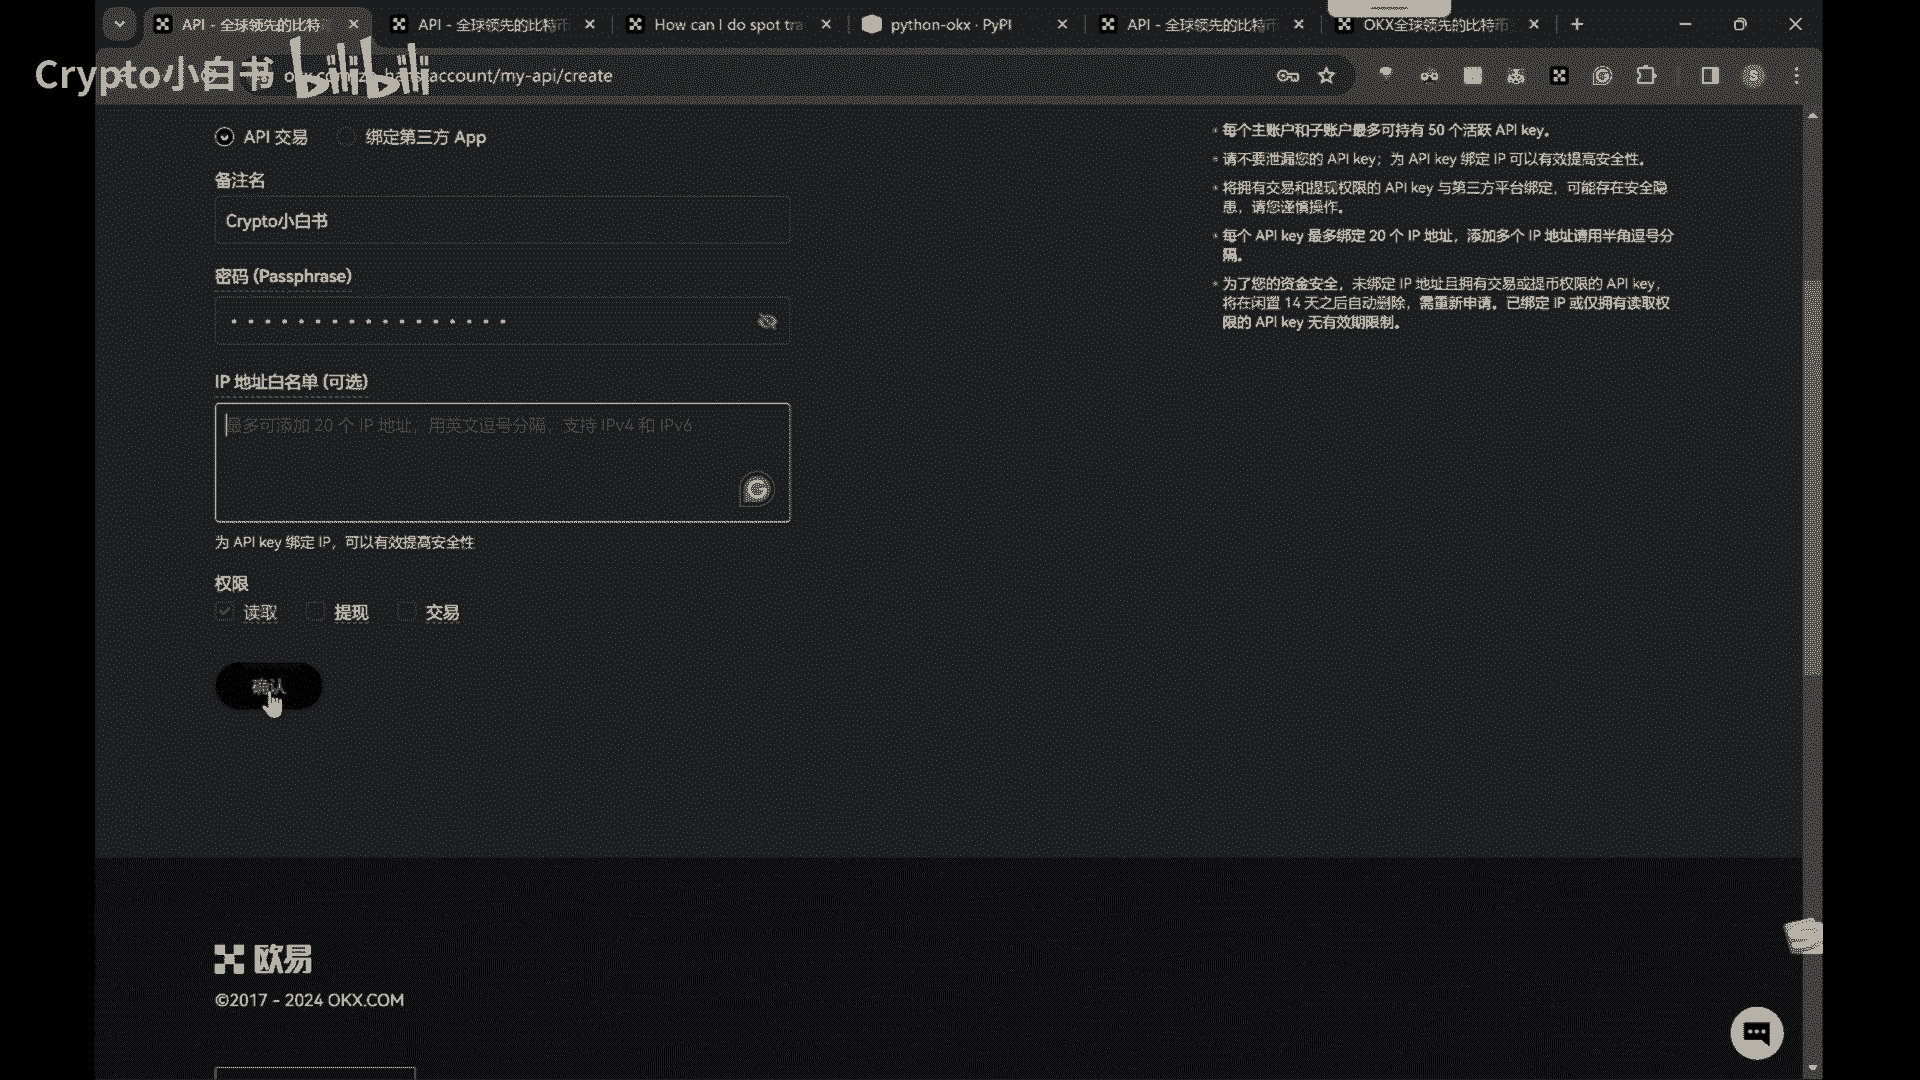 API - 全球领先的比特
API - 全球领先的比特币
How can I do spot tra
python-okx · PyPI
API - 全球领先的比特币
OKX全球领先的比特币
Crypto小白书
bilibili
account/my-api/create
API 交易
绑定第三方 App
备注名
Crypto小白书
密码 (Passphrase)
IP 地址白名单 (可选)
最多可添加 20 个 IP 地址，用英文逗号分隔，支持 IPv4 和 IPv6
为 API key 绑定 IP，可以有效提高安全性
权限
读取
提现
交易
确认
每个主账户和子账户最多可持有 50 个活跃 API key。
请不要泄漏您的 API key；为 API key 绑定 IP 可以有效提高安全性。
将拥有交易和提现权限的 API key 与第三方平台绑定，可能存在安全隐
患，请您谨慎操作。
每个 API key 最多绑定 20 个 IP 地址，添加多个 IP 地址请用半角逗号分
隔。
为了您的资金安全，未绑定 IP 地址且拥有交易或提币权限的 API key，
将在闲置 14 天之后自动删除，需重新申请。已绑定 IP 或仅拥有读取权
限的 API key 无有效期限制。
欧易
©2017 - 2024 OKX.COM